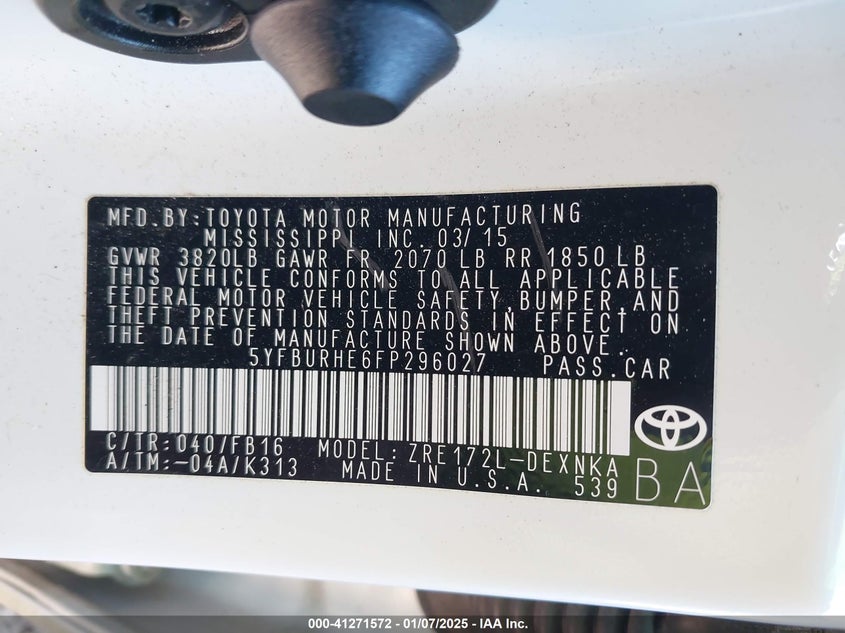 MFD.BY:TOYOTA MOTOR MANUFACTURING
MISSISSIPPI, INC. 03/15
GVWR 3820LB GAWR FR 2070 LB RR 1850 LB
THIS VEHICLE CONFORMS TO ALL APPLICABLE
FEDERAL MOTOR VEHICLE SAFETY,BUMPER,AND
THEFT PREVENTION STANDARDS IN EFFECT ON
THE DATE OF MANUFACTURE SHOWN ABOVE.
5YFBURHE6FP296027 PASS.CAR
C/TR:040/FB16 MODEL:ZRE172L-DEXNKA
A/TM:-04A/K313 MADE IN U.S.A. 539
BA
000-41271572 — 01/07/2025 — IAA Inc.